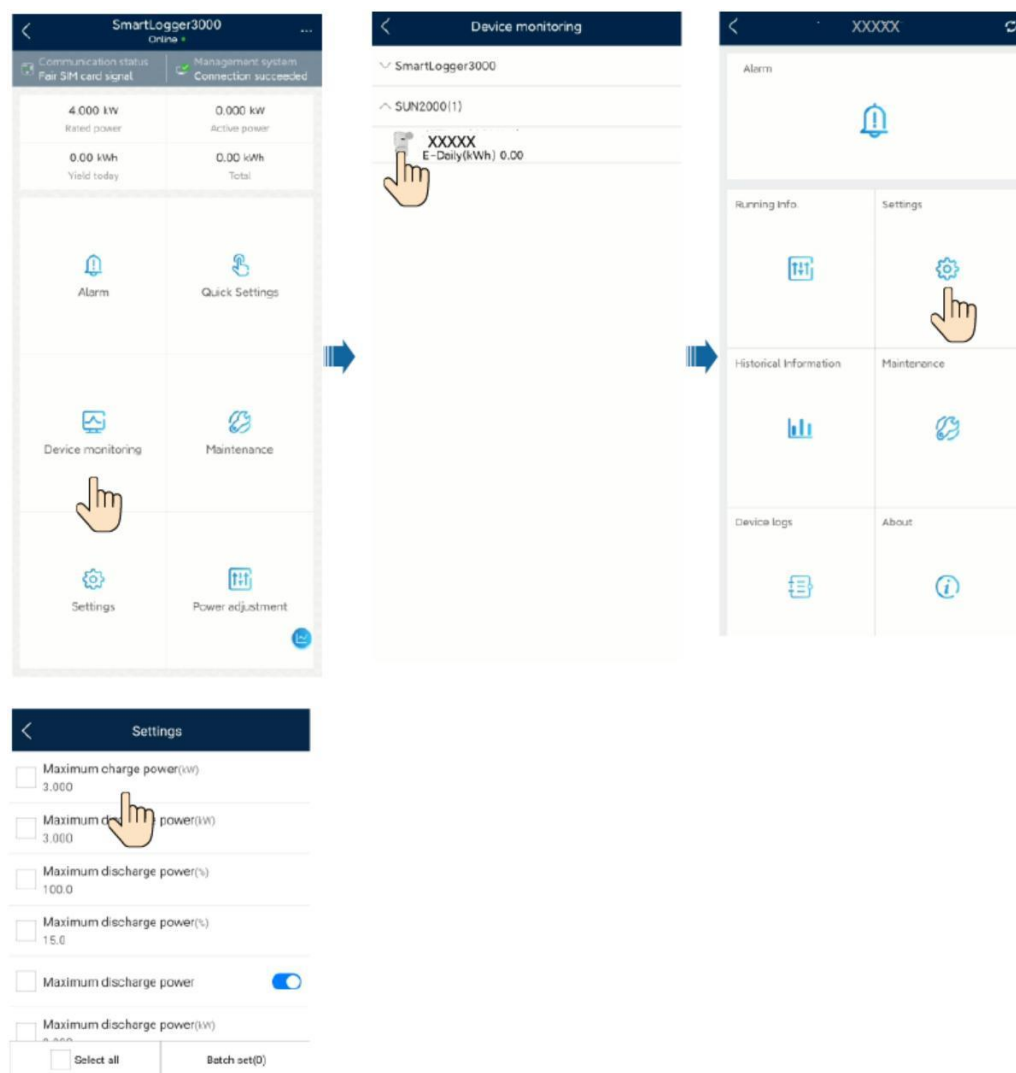 SmartLogger3000
Online
...
Communication status
Fair SIM card signal
Management system
Connection succeeded
4.000 kW
Rated power
0.000 kW
Active power
0.00 kWh
Yield today
0.00 kWh
Total
Alarm
Quick Settings
Device monitoring
Maintenance
Settings
Power adjustment
Device monitoring
SmartLogger3000
SUN2000(1)
XXXXX
E-Daily(kWh) 0.00
XXXXX
Alarm
Running Info.
Settings
Historical Information
Maintenance
Device logs
About
Settings
Maximum charge power(kW)
3.000
Maximum power(kW)
3.000
Maximum discharge power(%)
100.0
Maximum discharge power(%)
15.0
Maximum discharge power
Maximum discharge power(kW)
Select all
Batch set(0)